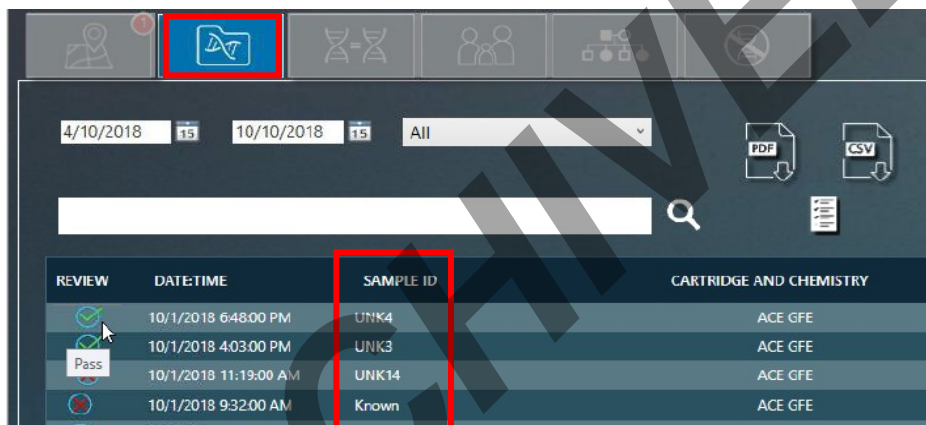 1
4/10/2018 15 10/10/2018 15 All
PDF CSV
REVIEW DATE:TIME SAMPLE ID CARTRIDGE AND CHEMISTRY
10/1/2018 6:48:00 PM UNK4 ACE GFE
10/1/2018 4:03:00 PM UNK3 ACE GFE
Pass
10/1/2018 11:19:00 AM UNK14 ACE GFE
10/1/2018 9:32:00 AM Known ACE GFE
CHIVE